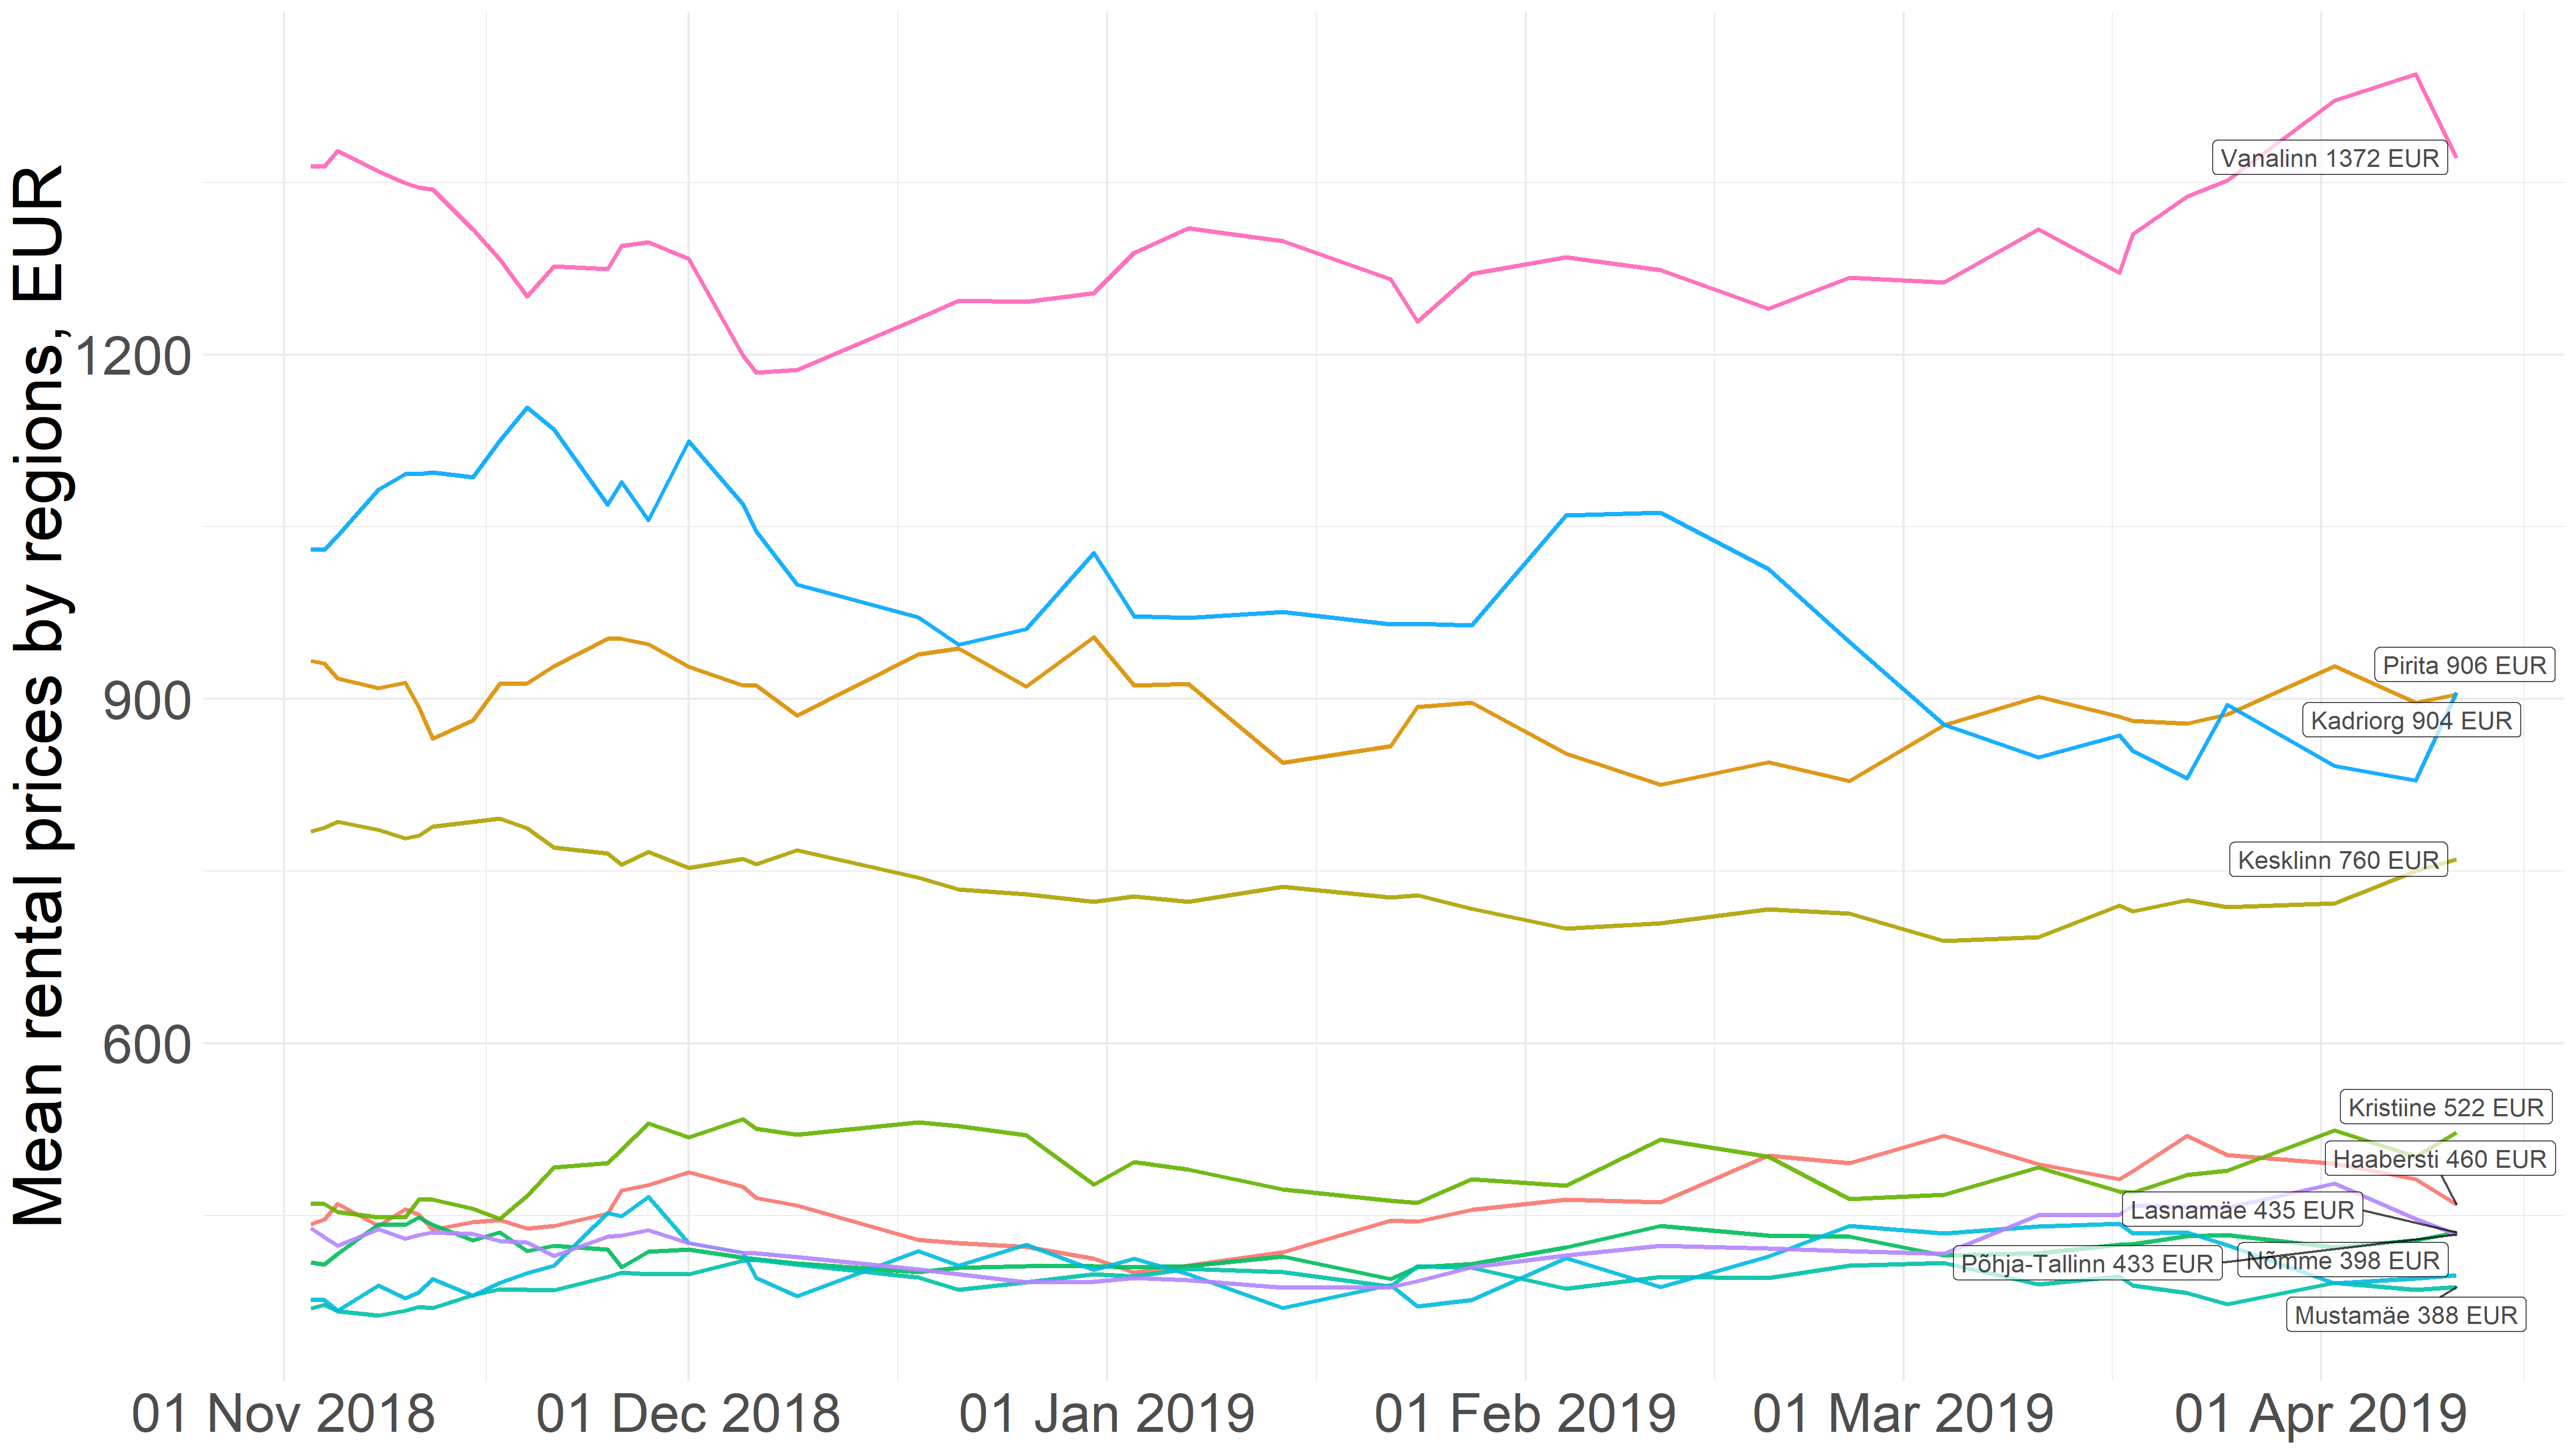 Mean rental prices by regions, EUR
1200
900
600
Vanalinn 1372 EUR
Pirita 906 EUR
Kadriorg 904 EUR
Kesklinn 760 EUR
Kristiine 522 EUR
Haabersti 460 EUR
Lasnamäe 435 EUR
Põhja-Tallinn 433 EUR
Nõmme 398 EUR
Mustamäe 388 EUR
01 Nov 2018
01 Dec 2018
01 Jan 2019
01 Feb 2019
01 Mar 2019
01 Apr 2019